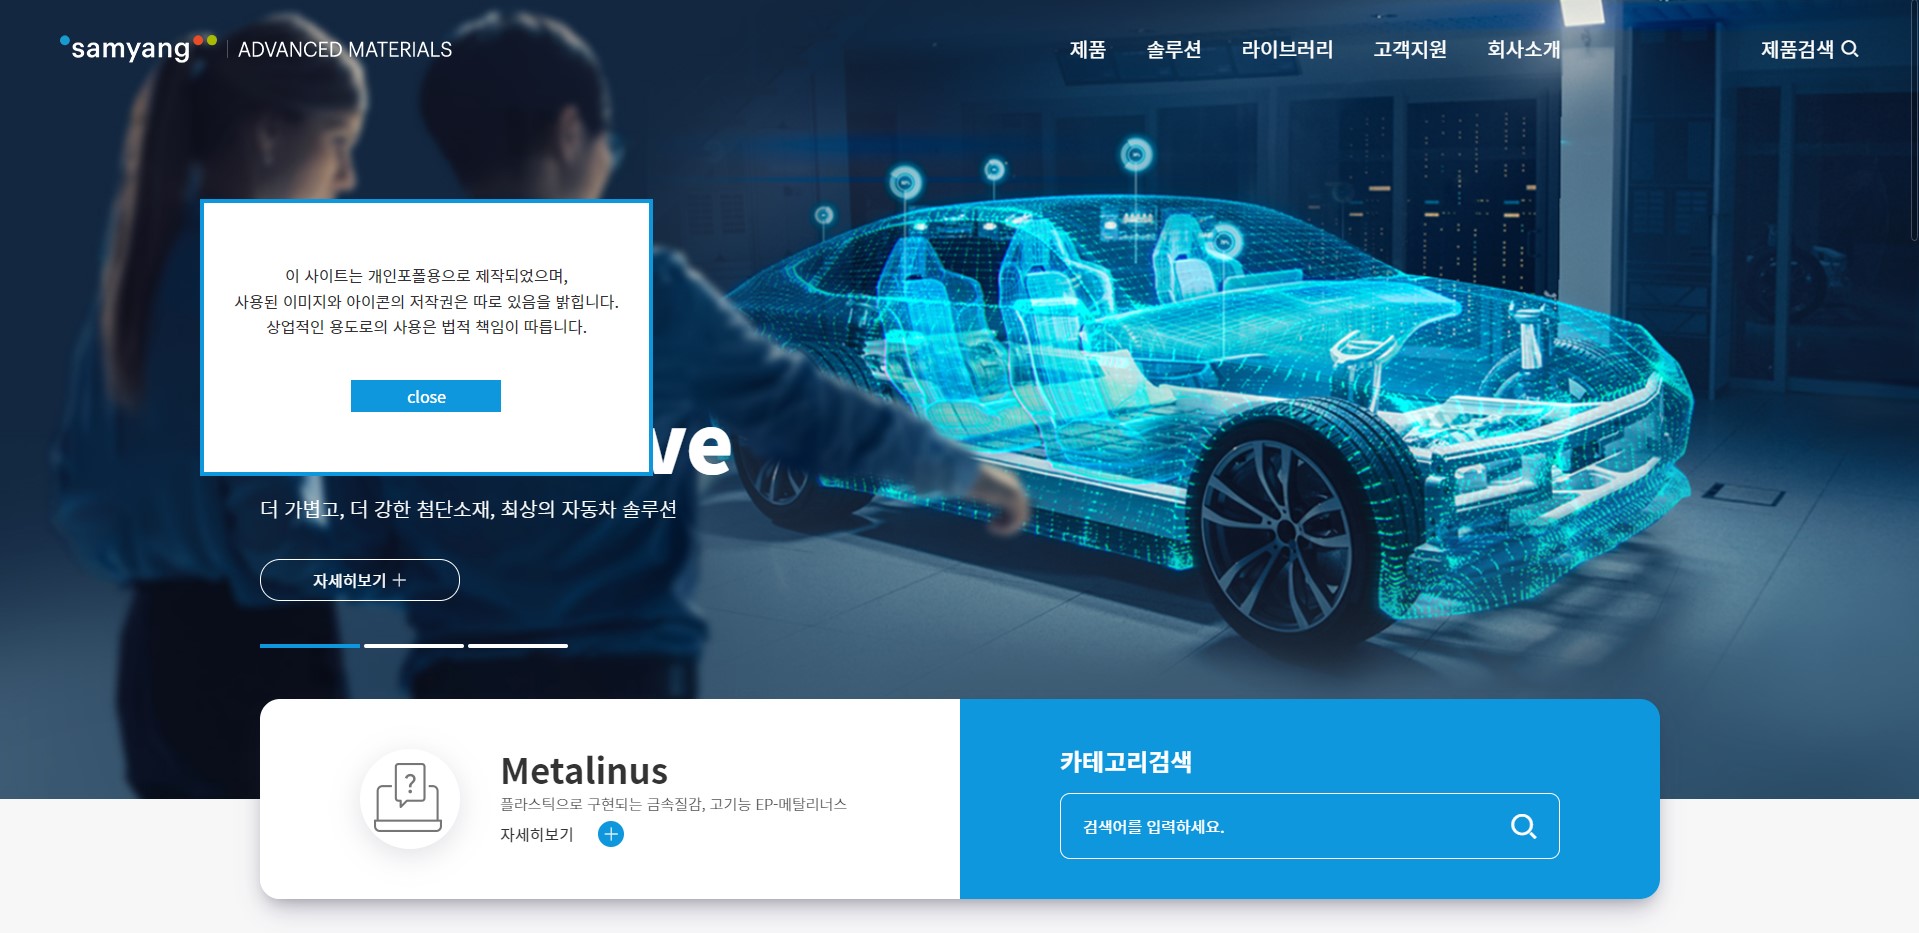 samyang ADVANCED MATERIALS
제품 솔루션 라이브러리 고객지원 회사소개 제품검색
이 사이트는 개인포폴용으로 제작되었으며,
사용된 이미지와 아이콘의 저작권은 따로 있음을 밝힙니다.
상업적인 용도로의 사용은 법적 책임이 따릅니다.
close
ve
더 가볍고, 더 강한 첨단소재, 최상의 자동차 솔루션
자세히보기
Metalinus
플라스틱으로 구현되는 금속질감, 고기능 EP-메탈리너스
자세히보기
카테고리검색
검색어를 입력하세요.